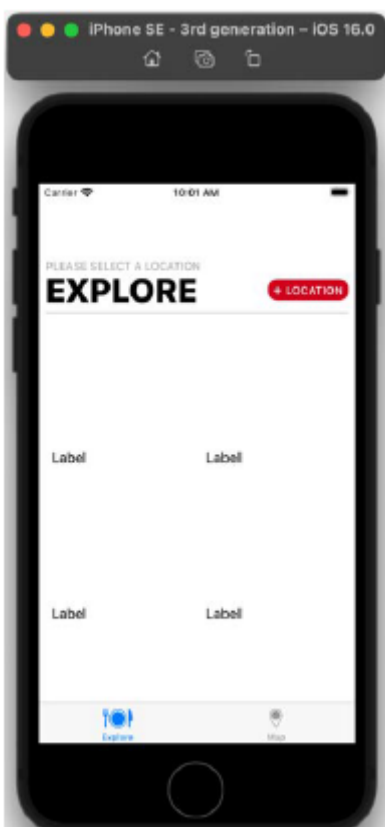 iPhone SE - 3rd generation – iOS 16.0
Carrier 10:01 AM
PLEASE SELECT A LOCATION
EXPLORE
+ LOCATION
Label Label
Label Label
Explore Map